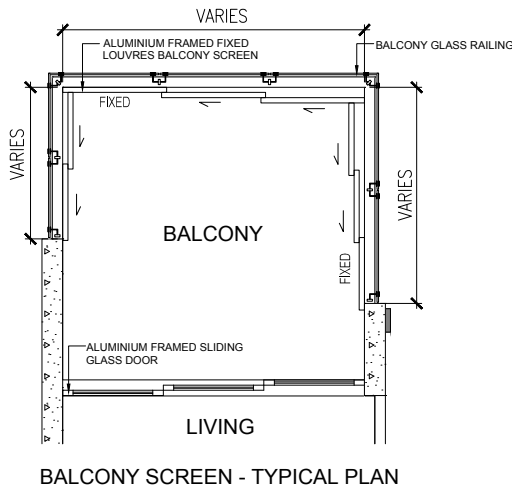 VARIES
ALUMINIUM FRAMED FIXED
LOUVRES BALCONY SCREEN
BALCONY GLASS RAILING
FIXED
VARIES
VARIES
BALCONY
FIXED
ALUMINIUM FRAMED SLIDING
GLASS DOOR
LIVING
BALCONY SCREEN - TYPICAL PLAN